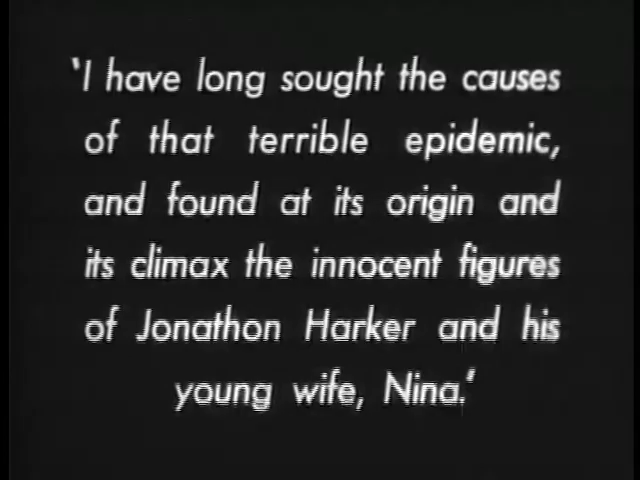 'I have long sought the causes
of that terrible epidemic,
and found at its origin and
its climax the innocent figures
of Jonathon Harker and his
young wife, Nina.'